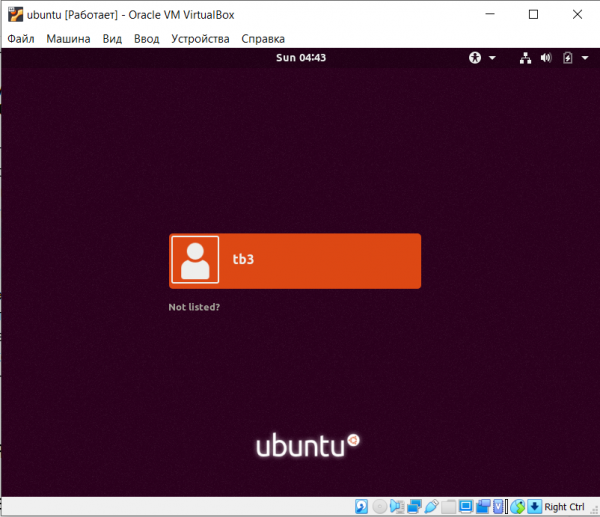 ubuntu [Работает] - Oracle VM VirtualBox
Файл Машина Вид Ввод Устройства Справка
Sun 04:43
tb3
Not listed?
ubuntu
Right Ctrl